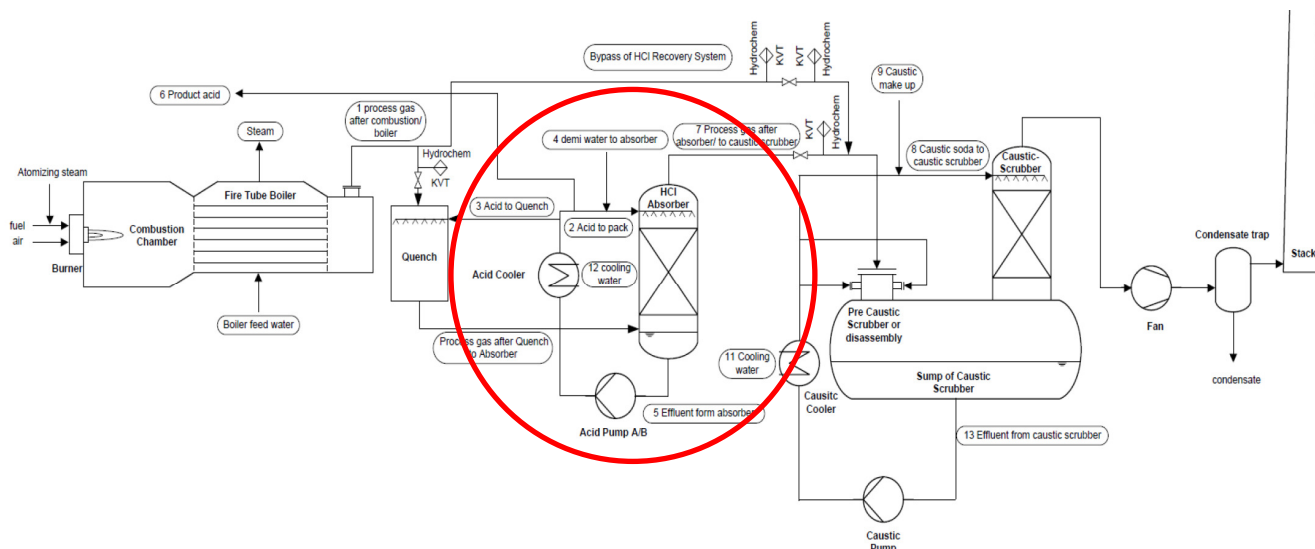 Bypass of HCl Recovery System
Hydrochem
KVT
KVT
Hydrochem
9 Caustic
make up
6 Product acid
1 process gas
after combustion/
boiler
Steam
4 demi water to absorber
7 Process gas after
absorber/ to caustic scrubber
KVT
Hydrochem
8 Caustic soda to
caustic scrubber
Caustic-
Scrubber
Hydrochem
KVT
Atomizing steam
Fire Tube Boiler
HCl
Absorber
3 Acid to Quench
2 Acid to pack
fuel
air
Combustion
Chamber
Burner
Quench
Acid Cooler
12 cooling
water
Condensate trap
Stack
Boiler feed water
Process gas after Quench
to Absorber
Pre Caustic
Scrubber or
disassembly
Fan
11 Cooling
water
Causitc
Cooler
Sump of Caustic
Scrubber
condensate
5 Effluent form absorber
Acid Pump A/B
13 Effluent from caustic scrubber
Caustic
Pump